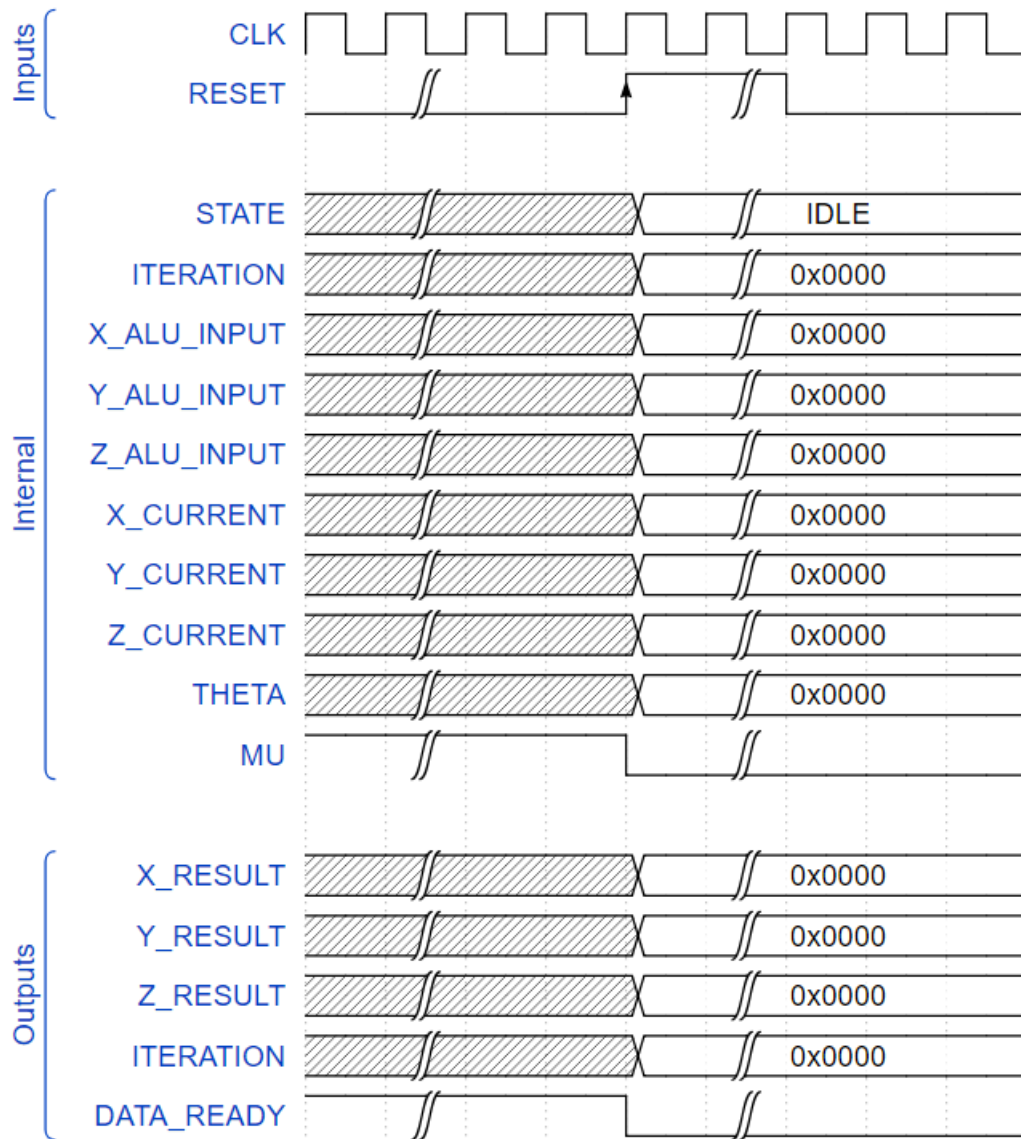 Inputs
CLK
RESET
Internal
STATE
IDLE
ITERATION
0x0000
X_ALU_INPUT
0x0000
Y_ALU_INPUT
0x0000
Z_ALU_INPUT
0x0000
X_CURRENT
0x0000
Y_CURRENT
0x0000
Z_CURRENT
0x0000
THETA
0x0000
MU
Outputs
X_RESULT
0x0000
Y_RESULT
0x0000
Z_RESULT
0x0000
ITERATION
0x0000
DATA_READY